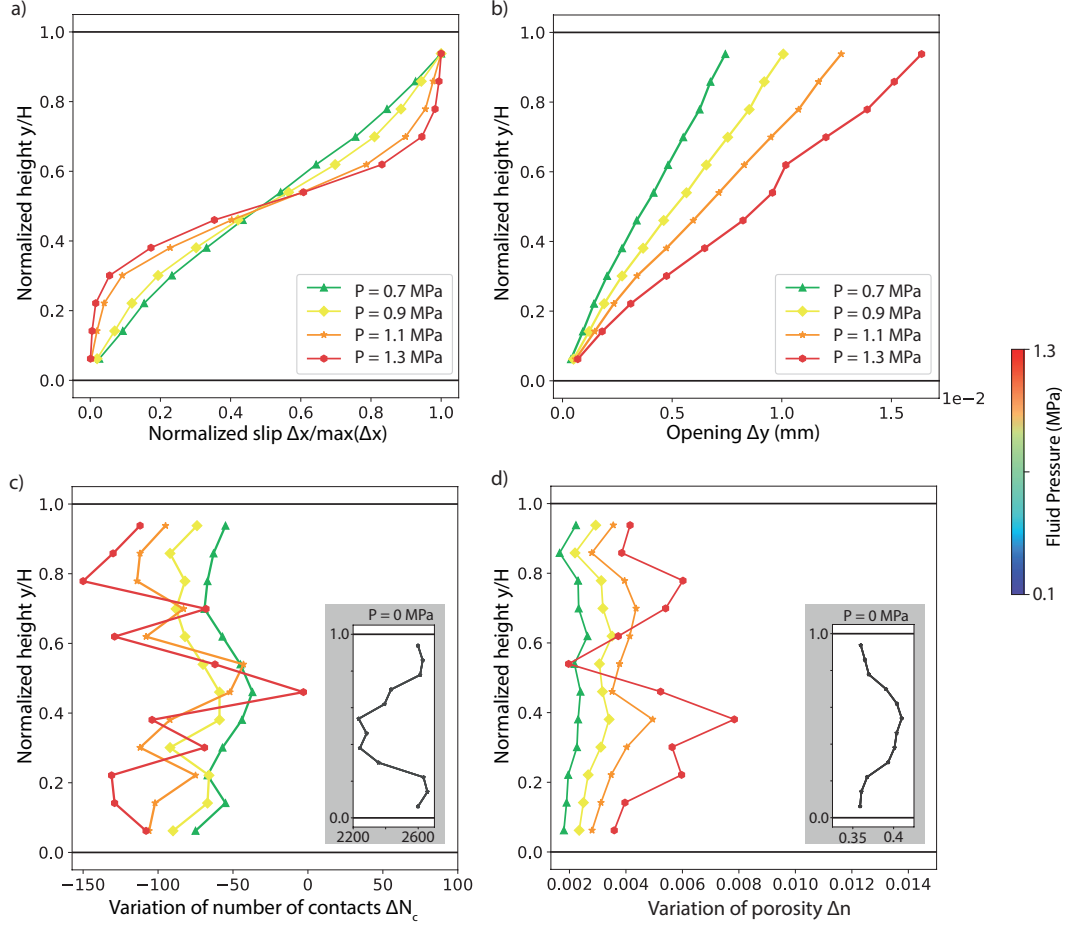 a)
1.0
0.8
0.6
0.4
0.2
0.0
Normalized height y/H
P = 0.7 MPa
P = 0.9 MPa
P = 1.1 MPa
P = 1.3 MPa
0.0 0.2 0.4 0.6 0.8 1.0
Normalized slip Δx/max(Δx)
b)
1.0
0.8
0.6
0.4
0.2
0.0
Normalized height y/H
P = 0.7 MPa
P = 0.9 MPa
P = 1.1 MPa
P = 1.3 MPa
0.0 0.5 1.0 1.5
1e−2
Opening Δy (mm)
1.3
0.1
Fluid Pressure (MPa)
c)
1.0
0.8
0.6
0.4
0.2
0.0
Normalized height y/H
P = 0 MPa
1.0
0.0
2200 2600
−150 −100 −50 0 50 100
Variation of number of contacts ΔN_c
d)
1.0
0.8
0.6
0.4
0.2
0.0
Normalized height y/H
P = 0 MPa
1.0
0.0
0.35 0.4
0.002 0.004 0.006 0.008 0.010 0.012 0.014
Variation of porosity Δn